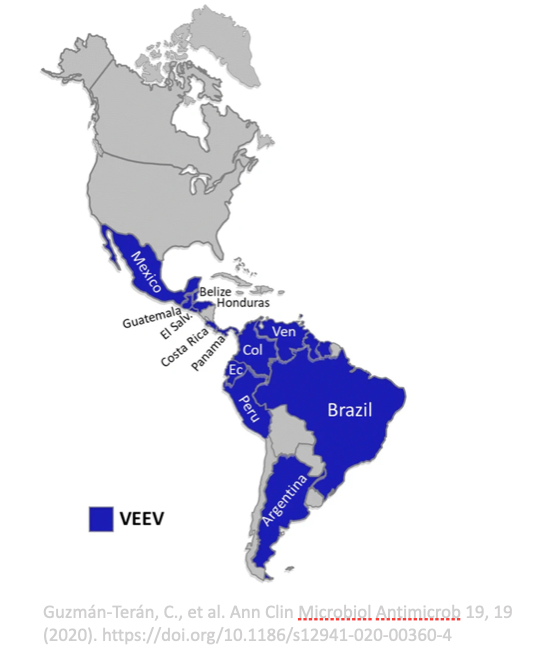 Mexico
Belize
Honduras
Guatemala
El Salv.
Costa Rica
Panama
Ven
Col
Ec
Peru
Brazil
Argentina
VEEV
Guzmán-Terán, C., et al. Ann Clin Microbiol Antimicrob 19, 19
(2020). https://doi.org/10.1186/s12941-020-00360-4